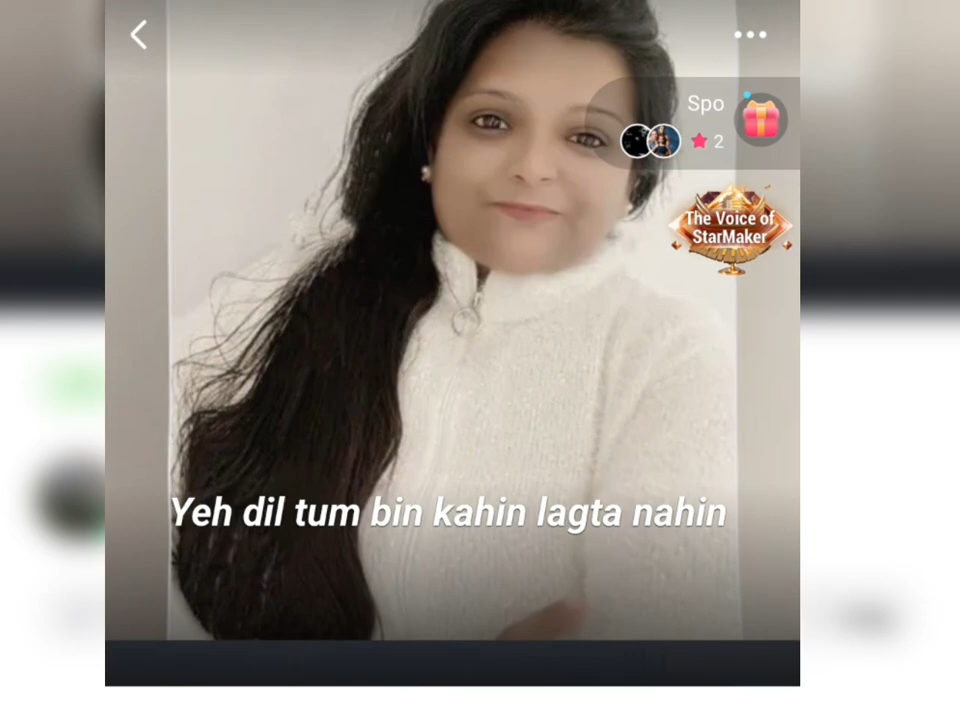 Spo
2
The Voice of
StarMaker
Yeh dil tum bin kahin lagta nahin